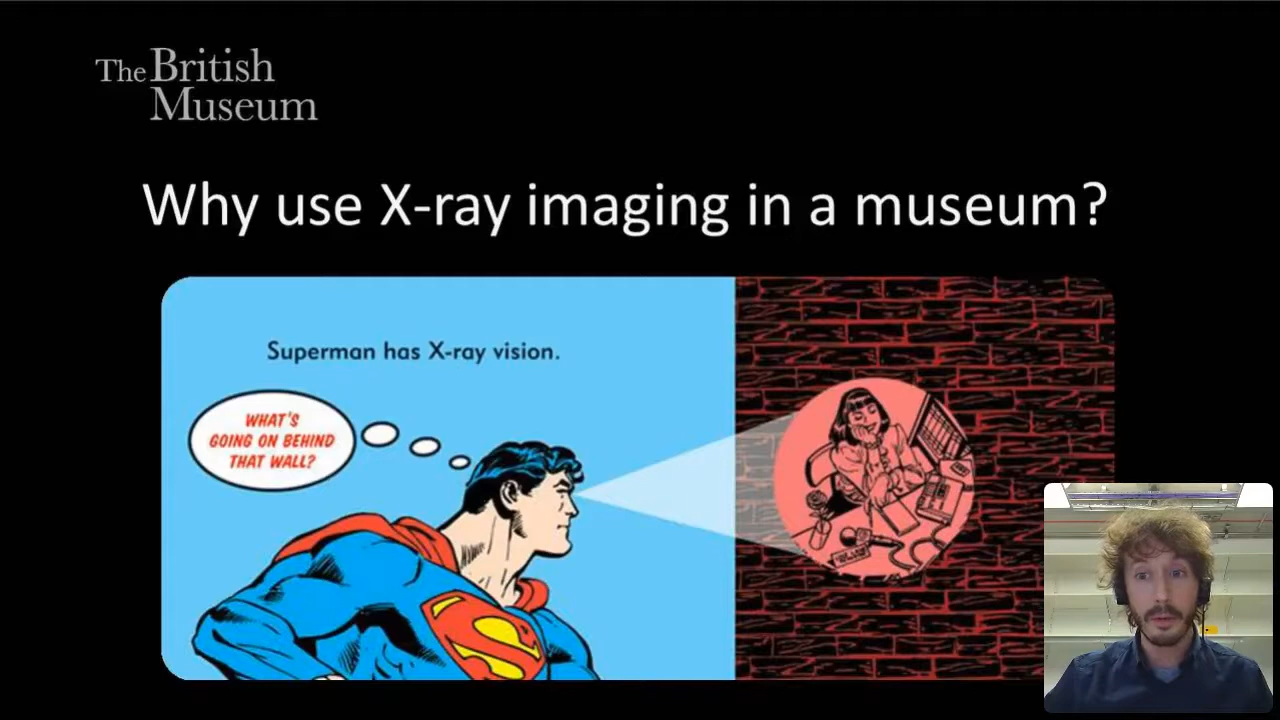 The British
Museum
Why use X-ray imaging in a museum?
Superman has X-ray vision.
WHAT'S
GOING ON BEHIND
THAT WALL?